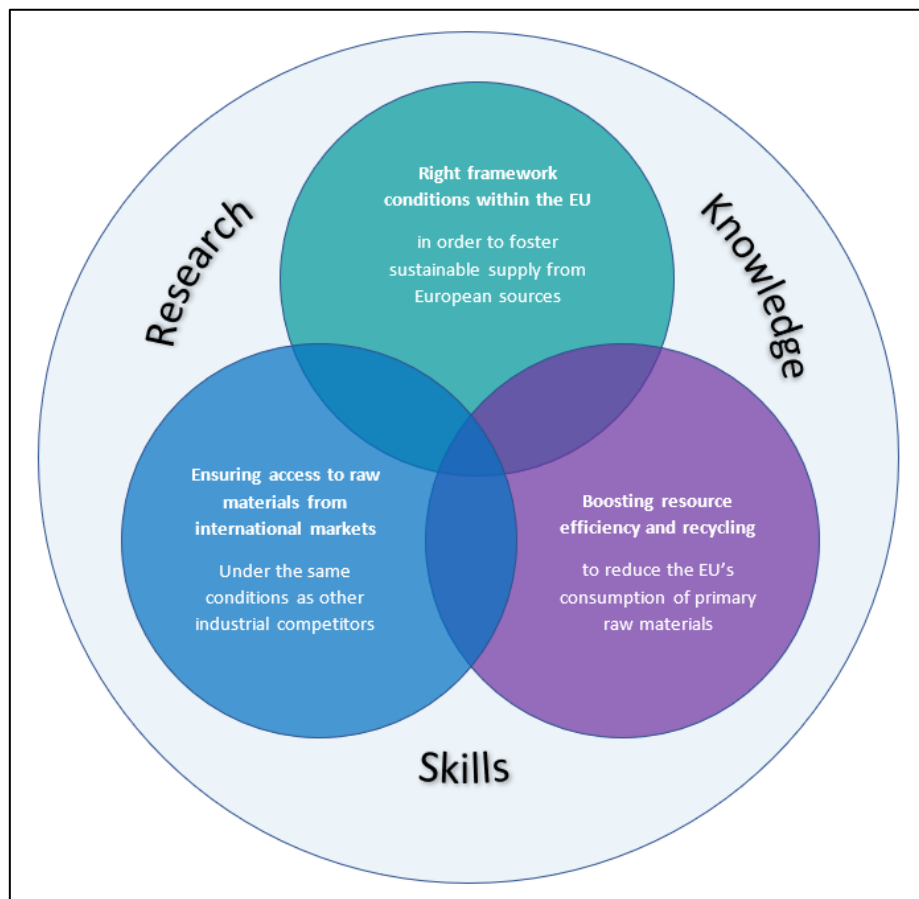 Research
Knowledge
Right framework
conditions within the EU
in order to foster
sustainable supply from
European sources
Ensuring access to raw
materials from
international markets
Under the same
conditions as other
industrial competitors
Boosting resource
efficiency and recycling
to reduce the EU’s
consumption of primary
raw materials
Skills